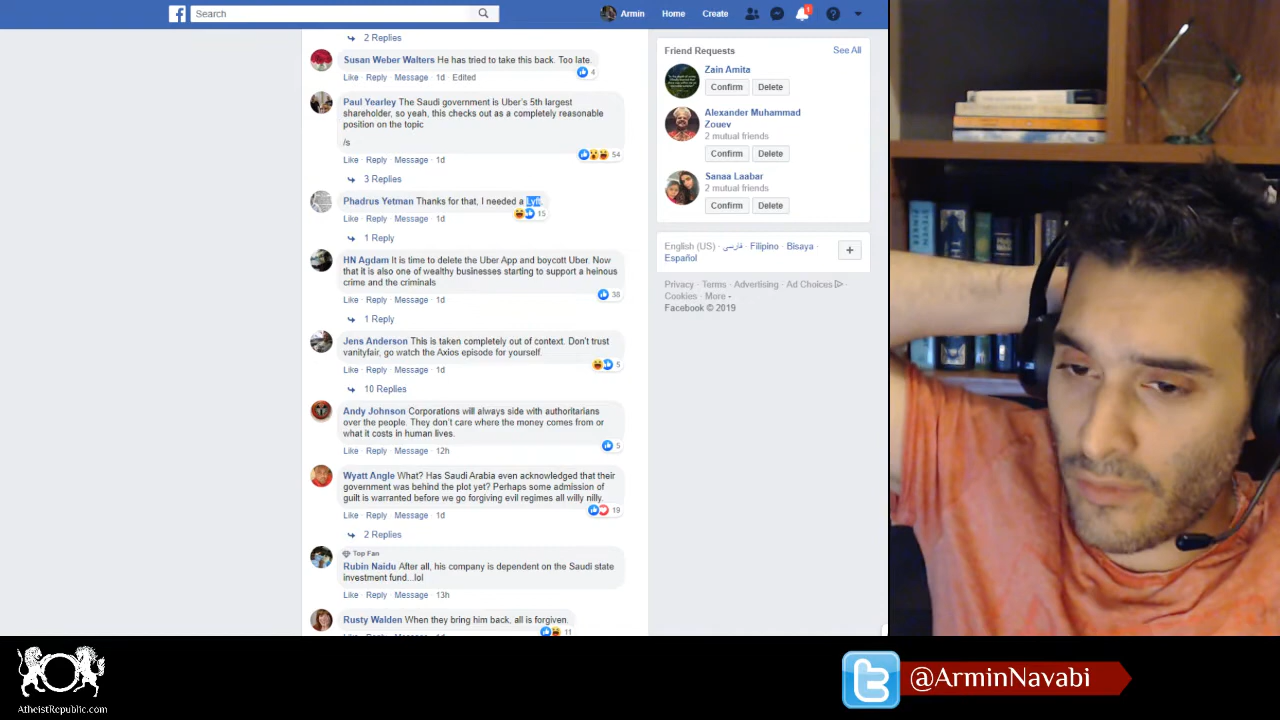 Search
Armin
Home
Create
1
2 Replies
Susan Weber Walters He has tried to take this back. Too late.
4
Like · Reply · Message · 1d · Edited
Paul Yearley The Saudi government is Uber's 5th largest
shareholder, so yeah, this checks out as a completely reasonable
position on the topic
/s
54
Like · Reply · Message · 1d
3 Replies
Phadrus Yetman Thanks for that, I needed a Lyft.
15
Like · Reply · Message · 1d
1 Reply
HN Agdam It is time to delete the Uber App and boycott Uber. Now
that it is also one of wealthy businesses starting to support a heinous
crime and the criminals
38
Like · Reply · Message · 1d
1 Reply
Jens Anderson This is taken completely out of context. Don't trust
vanityfair, go watch the Axios episode for yourself.
5
Like · Reply · Message · 1d
10 Replies
Andy Johnson Corporations will always side with authoritarians
over the people. They don't care where the money comes from or
what it costs in human lives.
5
Like · Reply · Message · 12h
Wyatt Angle What? Has Saudi Arabia even acknowledged that their
government was behind the plot yet? Perhaps some admission of
guilt is warranted before we go forgiving evil regimes all willy nilly.
19
Like · Reply · Message · 1d
2 Replies
Top Fan
Rubin Naidu After all, his company is dependent on the Saudi state
investment fund...lol
Like · Reply · Message · 13h
Rusty Walden When they bring him back, all is forgiven.
11
Friend Requests
See All
Zain Amita
Confirm Delete
Alexander Muhammad
Zouev
2 mutual friends
Confirm Delete
Sanaa Laabar
2 mutual friends
Confirm Delete
English (US) · فارسی · Filipino · Bisaya ·
Español
Privacy · Terms · Advertising · Ad Choices ·
Cookies · More
Facebook © 2019
AtheistRepublic.com
@ArminNavabi